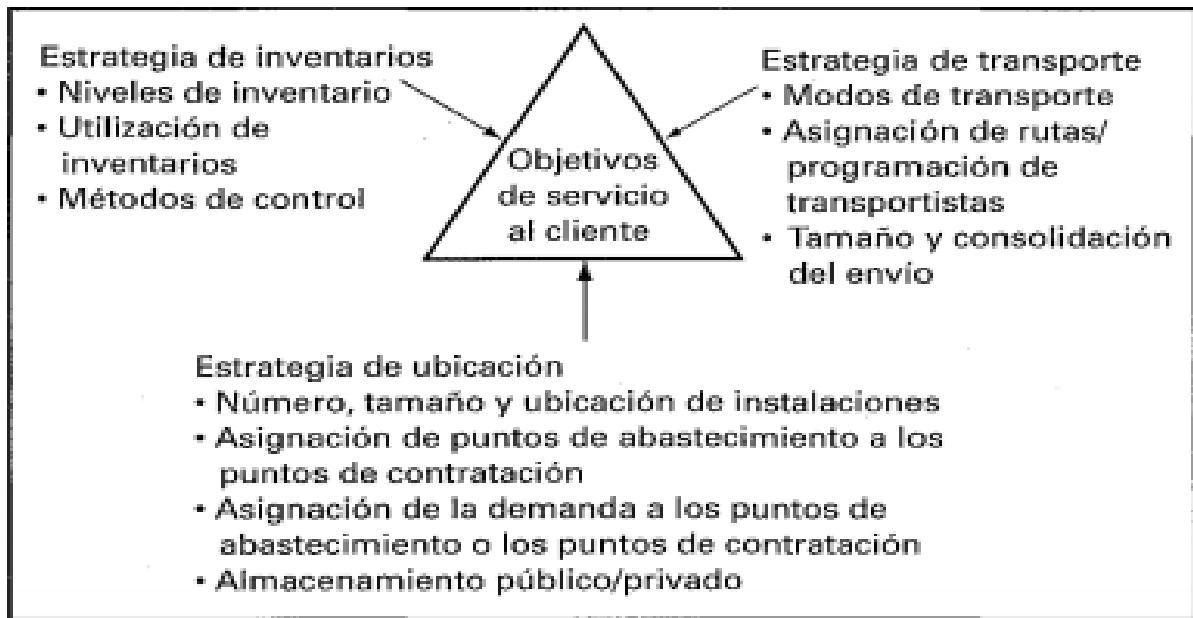 Estrategia de inventarios
• Niveles de inventario
• Utilización de
inventarios
• Métodos de control
Objetivos
de servicio
al cliente
Estrategia de transporte
• Modos de transporte
• Asignación de rutas/
programación de
transportistas
• Tamaño y consolidación
del envío
Estrategia de ubicación
• Número, tamaño y ubicación de instalaciones
• Asignación de puntos de abastecimiento a los
puntos de contratación
• Asignación de la demanda a los puntos de
abastecimiento o los puntos de contratación
• Almacenamiento público/privado